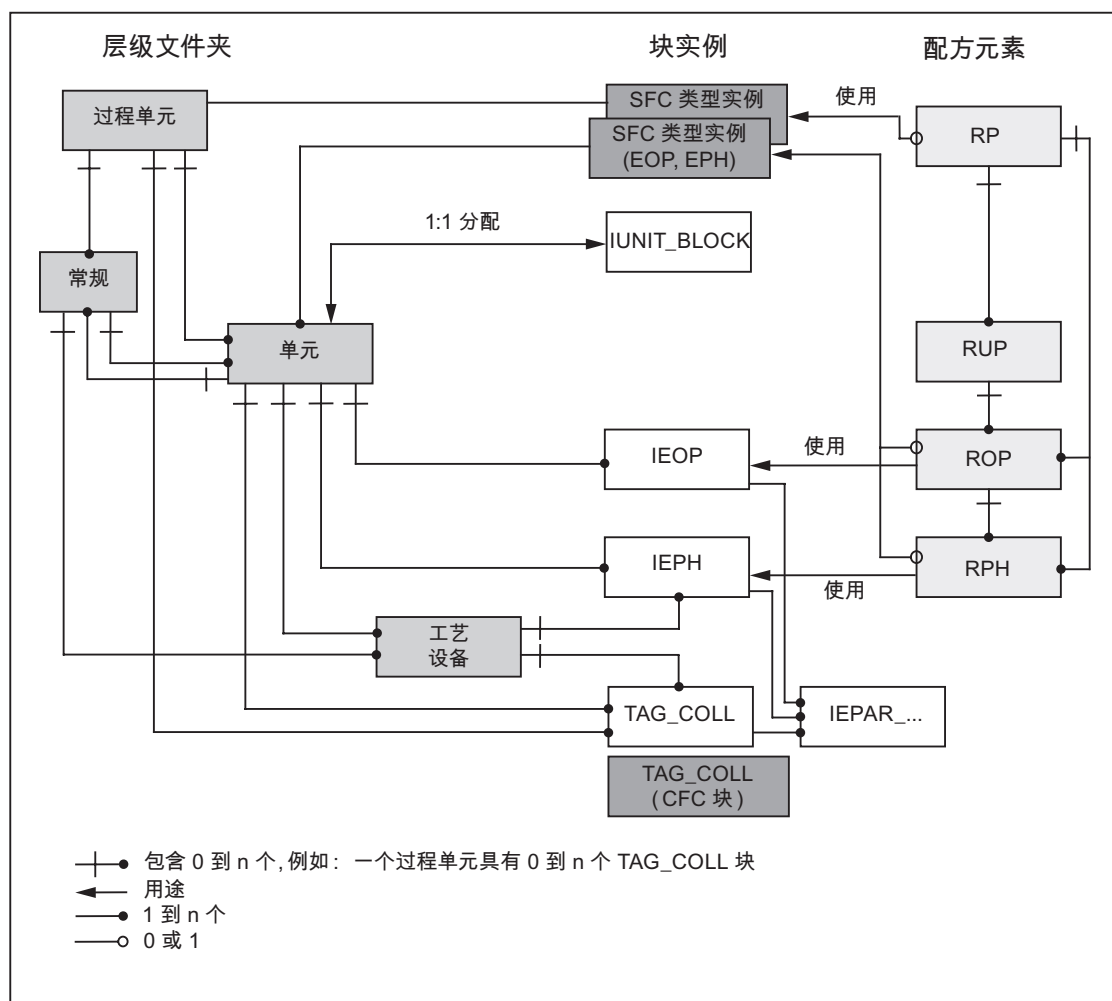 层级文件夹
块实例
配方元素
过程单元
SFC 类型实例
使用
RP
SFC 类型实例
(EOP, EPH)
1:1 分配
IUNIT_BLOCK
常规
单元
RUP
IEOP
使用
ROP
IEPH
使用
RPH
工艺
设备
TAG_COLL
IEPAR_...
TAG_COLL
(CFC 块)
包含 0 到 n 个, 例如: 一个过程单元具有 0 到 n 个 TAG_COLL 块
用途
1 到 n 个
0 或 1